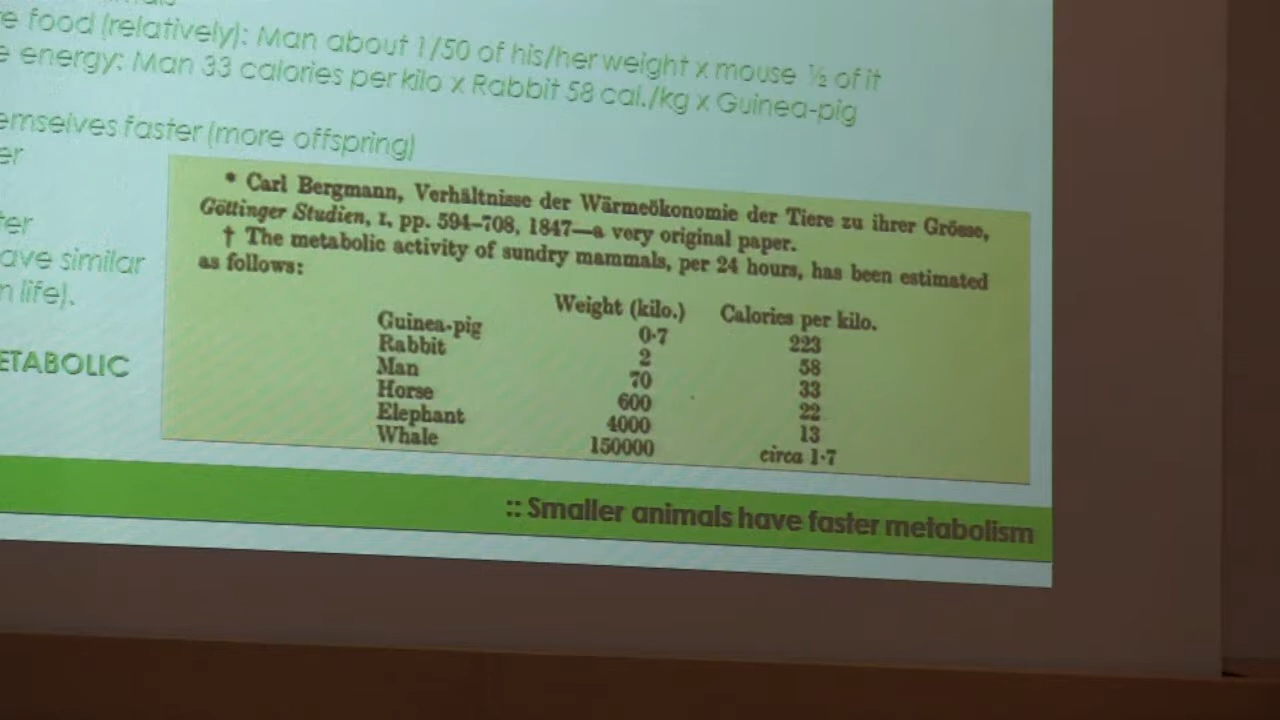 e food (relatively): Man about 1/50 of his/her weight x mouse ½ of it
e energy: Man 33 calories per kilo x Rabbit 58 cal./kg x Guinea-pig
emselves faster (more offspring)
er
* Carl Bergmann, Verhältnisse der Wärmeökonomie der Tiere zu ihrer Grösse,
Göttinger Studien, I, pp. 594–708, 1847—a very original paper.
† The metabolic activity of sundry mammals, per 24 hours, has been estimated
as follows:
ter
ave similar
n life).
ETABOLIC
Weight (kilo.) Calories per kilo.
Guinea-pig 0·7 223
Rabbit 2 58
Man 70 33
Horse 600 22
Elephant 4000 13
Whale 150000 circa 1·7
:: Smaller animals have faster metabolism